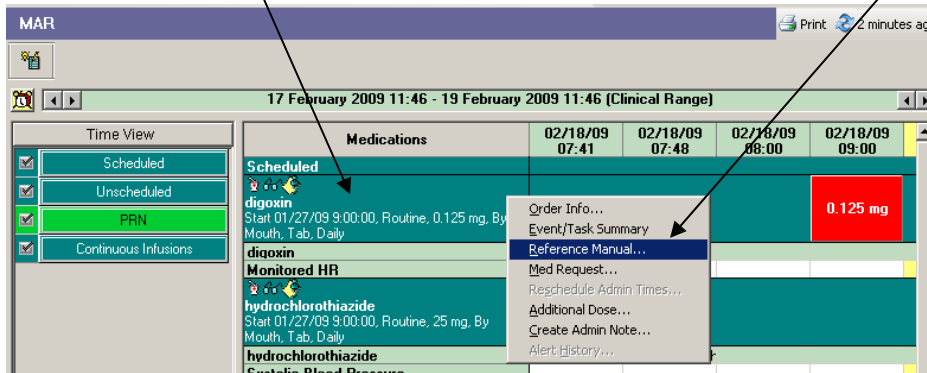 MAR
Print 2 minutes ag
17 February 2009 11:46 - 19 February 2009 11:46 (Clinical Range)
Time View
Scheduled
Unscheduled
PRN
Continuous Infusions
Medications
02/18/09 07:41
02/18/09 07:48
02/18/09 08:00
02/18/09 09:00
Scheduled
digoxin
Start 01/27/09 9:00:00, Routine, 0.125 mg, By
Mouth, Tab, Daily
0.125 mg
digoxin
Monitored HR
hydrochlorothiazide
Start 01/27/09 9:00:00, Routine, 25 mg, By
Mouth, Tab, Daily
hydrochlorothiazide
Systolic Blood Pressure
Order Info...
Event/Task Summary
Reference Manual...
Med Request...
Reschedule Admin Times...
Additional Dose...
Create Admin Note...
Alert History...